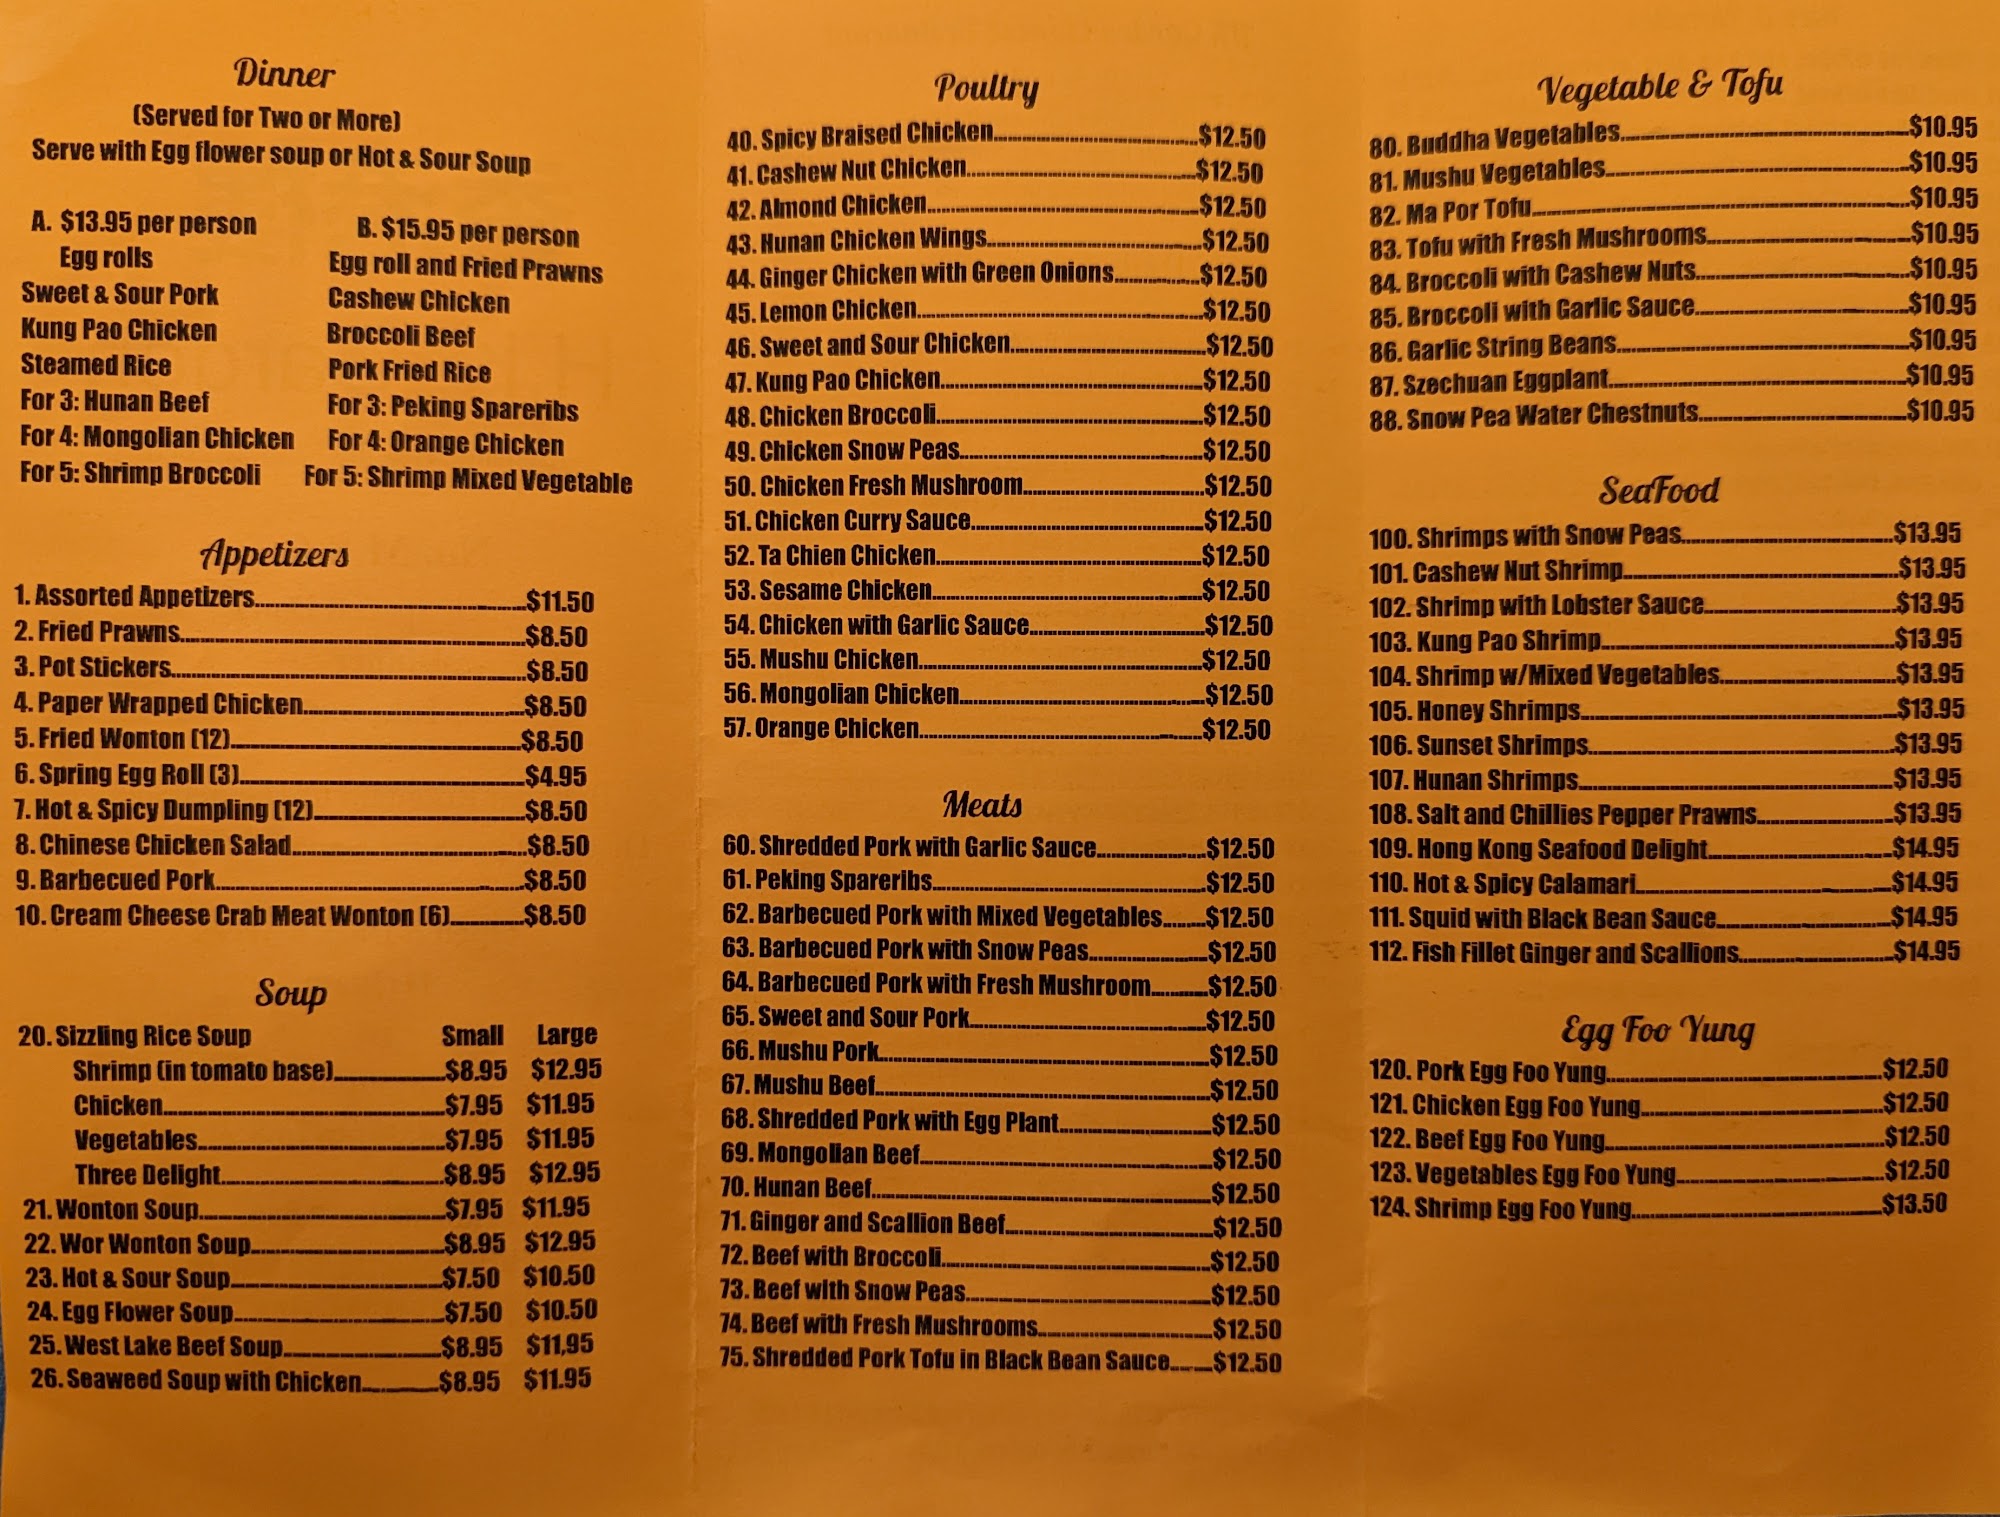 Dinner
(Served for Two or More)
Serve with Egg flower soup or Hot & Sour Soup
A. $13.95 per person
Egg rolls
Sweet & Sour Pork
Kung Pao Chicken
Steamed Rice
For 3: Hunan Beef
For 4: Mongolian Chicken
For 5: Shrimp Broccoli
B. $15.95 per person
Egg roll and Fried Prawns
Cashew Chicken
Broccoli Beef
Pork Fried Rice
For 3: Peking Spareribs
For 4: Orange Chicken
For 5: Shrimp Mixed Vegetable
Appetizers
1. Assorted Appetizers $11.50
2. Fried Prawns $8.50
3. Pot Stickers $8.50
4. Paper Wrapped Chicken $8.50
5. Fried Wonton (12) $8.50
6. Spring Egg Roll (3) $4.95
7. Hot & Spicy Dumpling (12) $8.50
8. Chinese Chicken Salad $8.50
9. Barbecued Pork $8.50
10. Cream Cheese Crab Meat Wonton (6) $8.50
Soup
20. Sizzling Rice Soup Small Large
Shrimp (in tomato base) $8.95 $12.95
Chicken $7.95 $11.95
Vegetables $7.95 $11.95
Three Delight $8.95 $12.95
21. Wonton Soup $7.95 $11.95
22. Wor Wonton Soup $8.95 $12.95
23. Hot & Sour Soup $7.50 $10.50
24. Egg Flower Soup $7.50 $10.50
25. West Lake Beef Soup $8.95 $11,95
26. Seaweed Soup with Chicken $8.95 $11.95
Poultry
40. Spicy Braised Chicken $12.50
41. Cashew Nut Chicken $12.50
42. Almond Chicken $12.50
43. Hunan Chicken Wings $12.50
44. Ginger Chicken with Green Onions $12.50
45. Lemon Chicken $12.50
46. Sweet and Sour Chicken $12.50
47. Kung Pao Chicken $12.50
48. Chicken Broccoli $12.50
49. Chicken Snow Peas $12.50
50. Chicken Fresh Mushroom $12.50
51. Chicken Curry Sauce $12.50
52. Ta Chien Chicken $12.50
53. Sesame Chicken $12.50
54. Chicken with Garlic Sauce $12.50
55. Mushu Chicken $12.50
56. Mongolian Chicken $12.50
57. Orange Chicken $12.50
Meats
60. Shredded Pork with Garlic Sauce $12.50
61. Peking Spareribs $12.50
62. Barbecued Pork with Mixed Vegetables $12.50
63. Barbecued Pork with Snow Peas $12.50
64. Barbecued Pork with Fresh Mushroom $12.50
65. Sweet and Sour Pork $12.50
66. Mushu Pork $12.50
67. Mushu Beef $12.50
68. Shredded Pork with Egg Plant $12.50
69. Mongolian Beef $12.50
70. Hunan Beef $12.50
71. Ginger and Scallion Beef $12.50
72. Beef with Broccoli $12.50
73. Beef with Snow Peas $12.50
74. Beef with Fresh Mushrooms $12.50
75. Shredded Pork Tofu in Black Bean Sauce $12.50
Vegetable & Tofu
80. Buddha Vegetables $10.95
81. Mushu Vegetables $10.95
82. Ma Por Tofu $10.95
83. Tofu with Fresh Mushrooms $10.95
84. Broccoli with Cashew Nuts $10.95
85. Broccoli with Garlic Sauce $10.95
86. Garlic String Beans $10.95
87. Szechuan Eggplant $10.95
88. Snow Pea Water Chestnuts $10.95
SeaFood
100. Shrimps with Snow Peas $13.95
101. Cashew Nut Shrimp $13.95
102. Shrimp with Lobster Sauce $13.95
103. Kung Pao Shrimp $13.95
104. Shrimp w/Mixed Vegetables $13.95
105. Honey Shrimps $13.95
106. Sunset Shrimps $13.95
107. Hunan Shrimps $13.95
108. Salt and Chillies Pepper Prawns $13.95
109. Hong Kong Seafood Delight $14.95
110. Hot & Spicy Calamari $14.95
111. Squid with Black Bean Sauce $14.95
112. Fish Fillet Ginger and Scallions $14.95
Egg Foo Yung
120. Pork Egg Foo Yung $12.50
121. Chicken Egg Foo Yung $12.50
122. Beef Egg Foo Yung $12.50
123. Vegetables Egg Foo Yung $12.50
124. Shrimp Egg Foo Yung $13.50